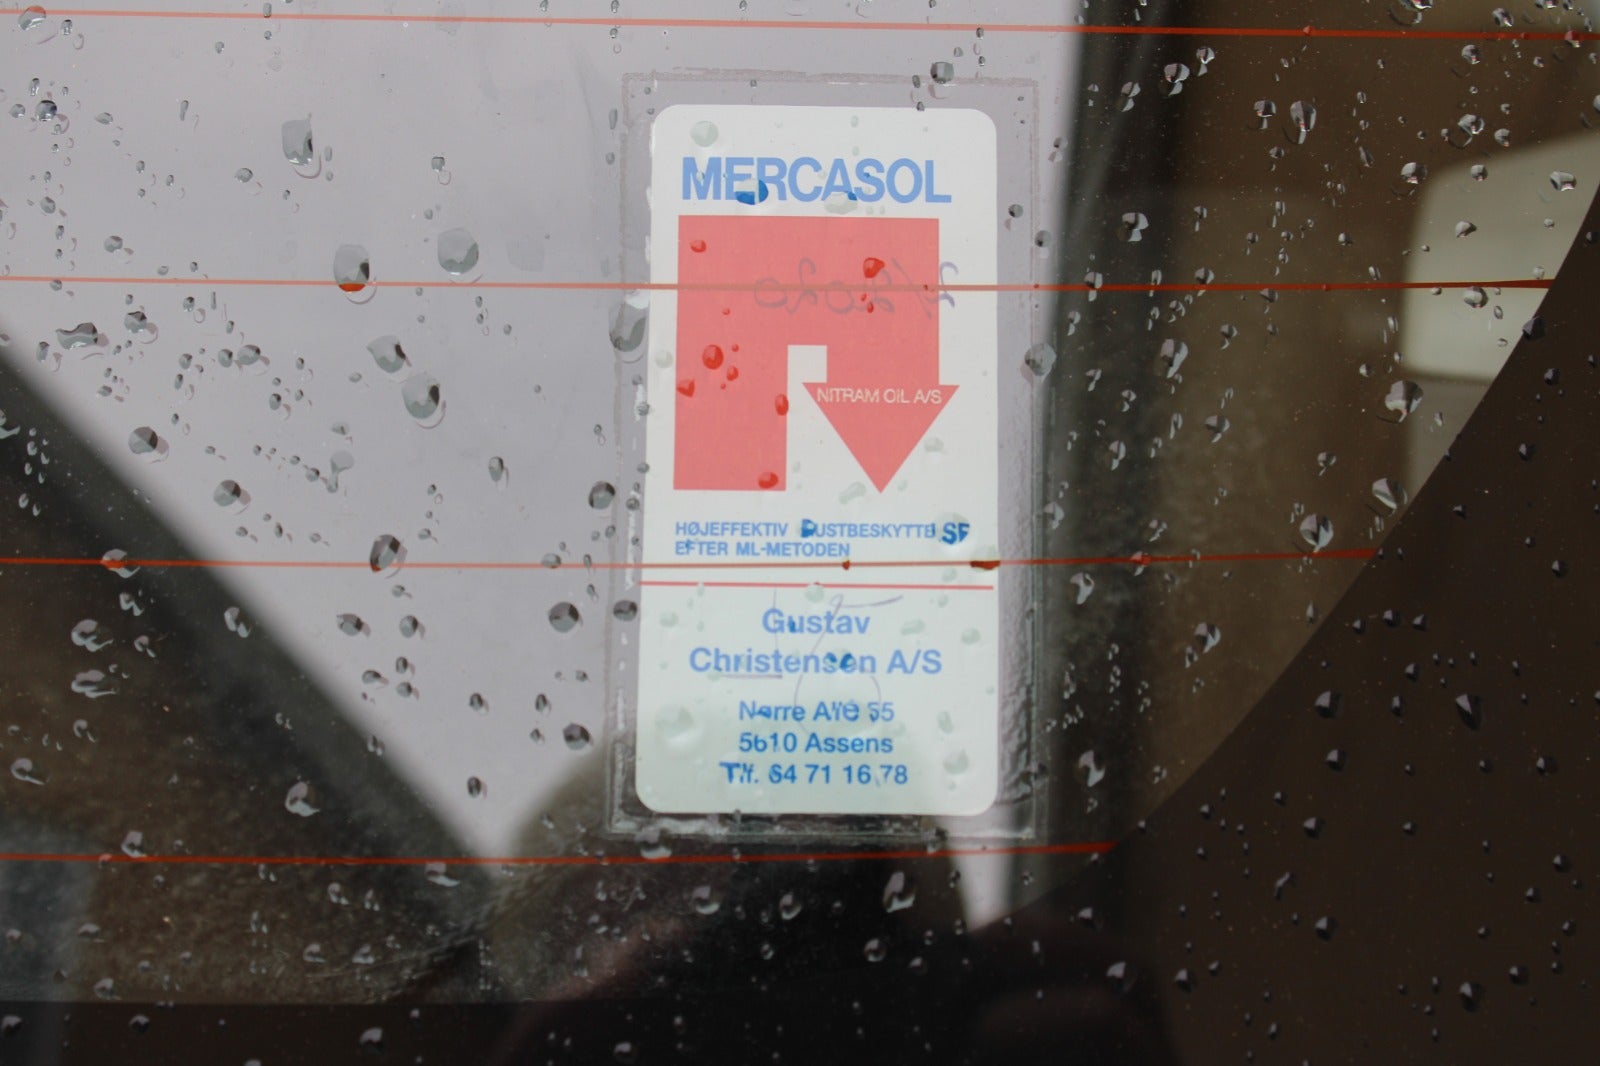 MERCASOL
NITRAM OIL A/S
HØJEFFEKTIV RUSTBESKYTTELSE
EFTER ML-METODEN
Gustav
Christensen A/S
Nørre Allé 55
5610 Assens
Tlf. 64 71 16 78